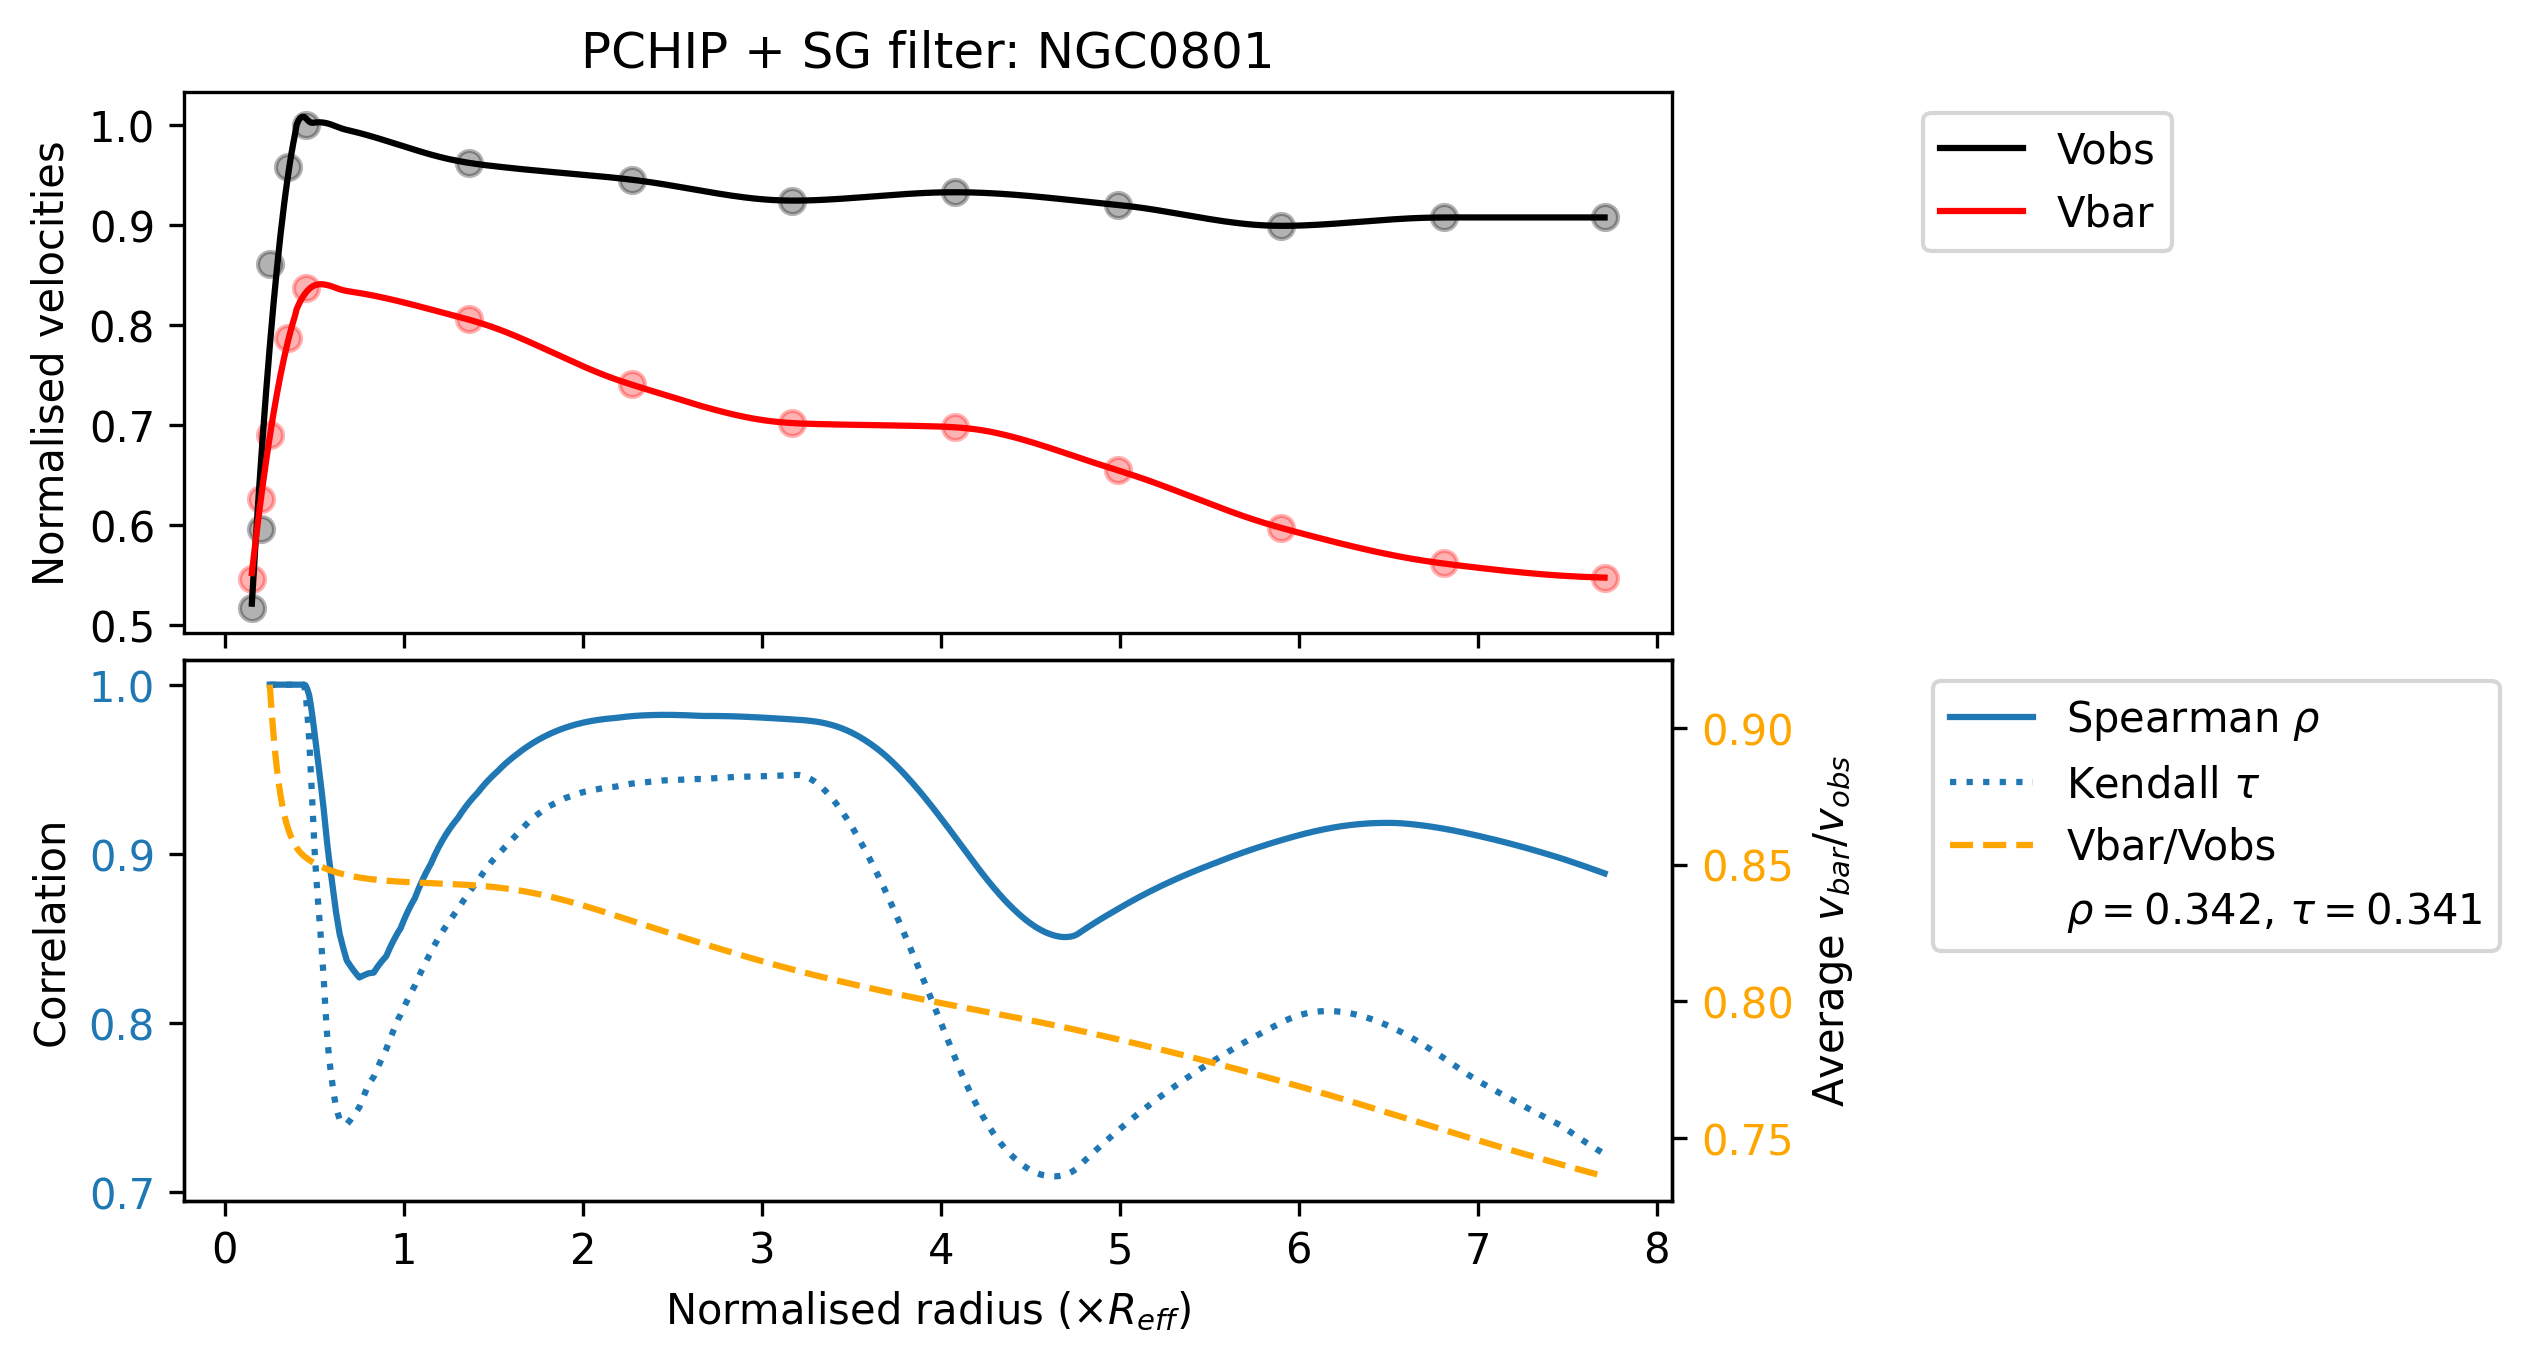 PCHIP + SG filter: NGC0801
Normalised velocities
1.0
0.9
0.8
0.7
0.6
0.5
Vobs
Vbar
Correlation
1.0
0.9
0.8
0.7
0.90
0.85
0.80
0.75
Average v_{bar}/v_{obs}
Spearman ρ
Kendall τ
Vbar/Vobs
ρ = 0.342, τ = 0.341
0 1 2 3 4 5 6 7 8
Normalised radius (×R_{eff})